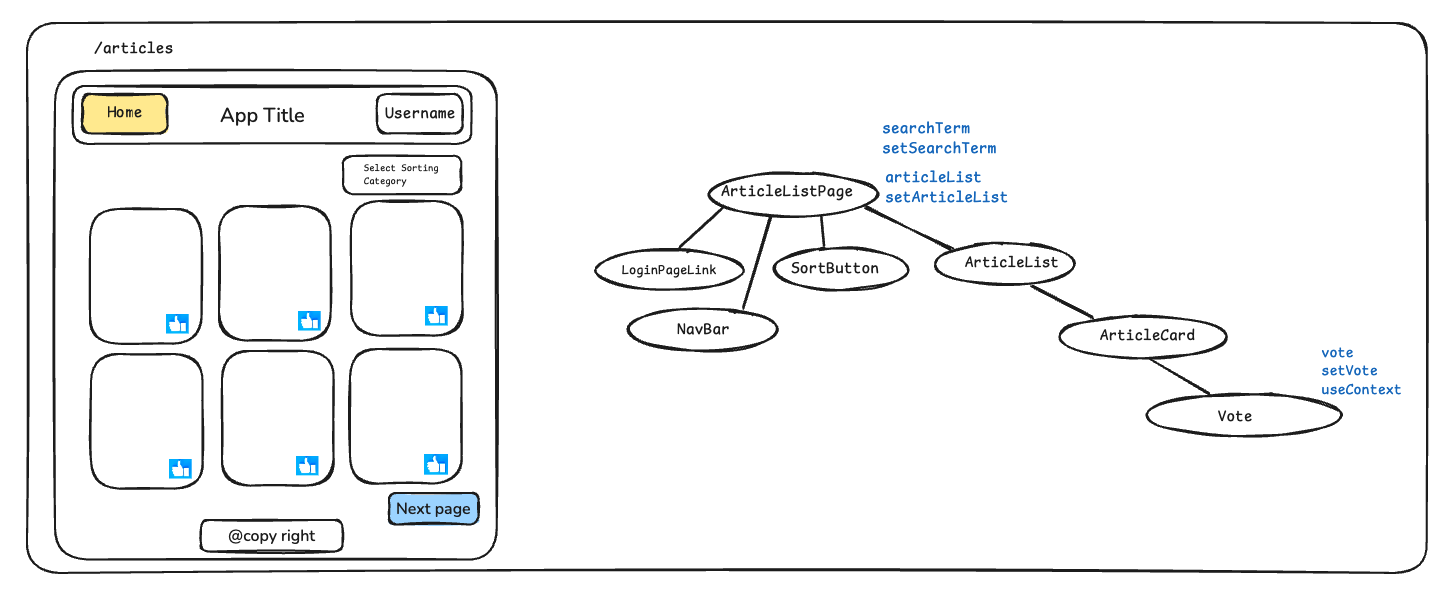 /articles
Home
App Title
Username
Select Sorting
Category
Next page
@copy right
searchTerm
setSearchTerm
articleList
setArticleList
ArticleListPage
LoginPageLink
SortButton
ArticleList
NavBar
ArticleCard
vote
setVote
useContext
Vote